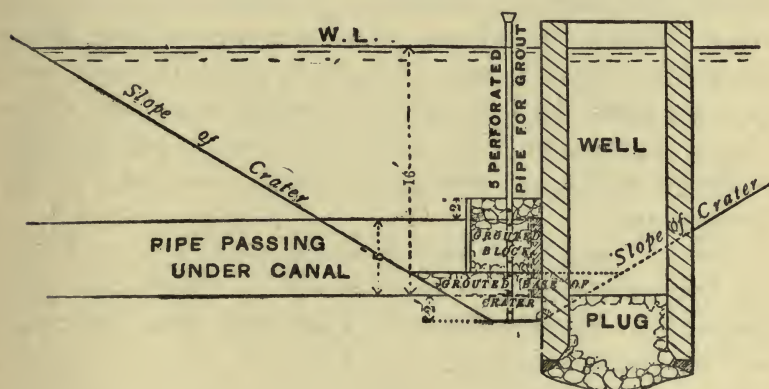 W.L.
Slope of Crater
5 PERFORATED
PIPE FOR GROUT
WELL
16'
2'
GROUTED
BLOCK
Slope of Crater
PIPE PASSING
UNDER CANAL
GROUTED BASE OF
CRATER
PLUG